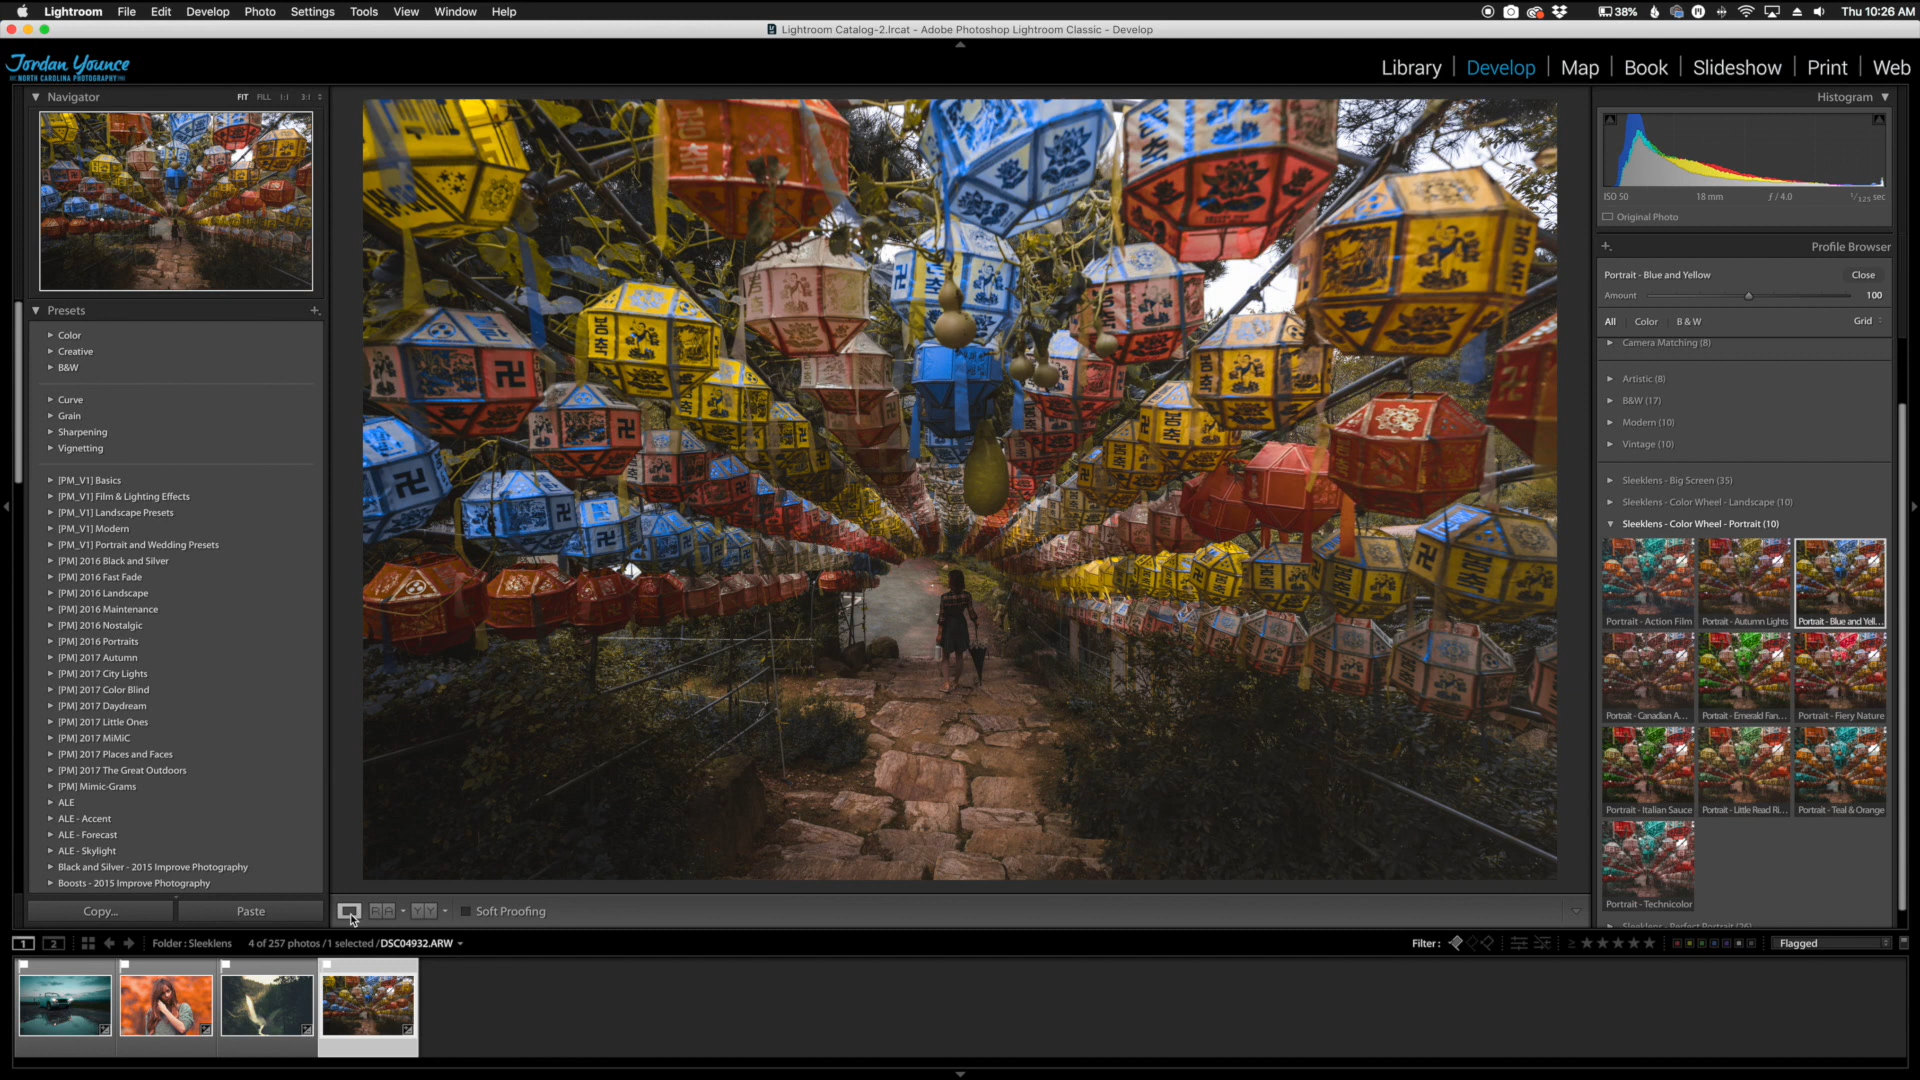 Lightroom File Edit Develop Photo Settings Tools View Window Help
38% Thu 10:26 AM
Lightroom Catalog-2.lrcat - Adobe Photoshop Lightroom Classic - Develop
Jordan Younce
NORTH CAROLINA PHOTOGRAPHY
Library | Develop | Map | Book | Slideshow | Print | Web
Navigator FIT FILL 1:1 3:1
Presets
Color
Creative
B&W
Curve
Grain
Sharpening
Vignetting
[PM_V1] Basics
[PM_V1] Film & Lighting Effects
[PM_V1] Landscape Presets
[PM_V1] Modern
[PM_V1] Portrait and Wedding Presets
[PM] 2016 Black and Silver
[PM] 2016 Fast Fade
[PM] 2016 Landscape
[PM] 2016 Maintenance
[PM] 2016 Nostalgic
[PM] 2016 Portraits
[PM] 2017 Autumn
[PM] 2017 City Lights
[PM] 2017 Color Blind
[PM] 2017 Daydream
[PM] 2017 Little Ones
[PM] 2017 MiMiC
[PM] 2017 Places and Faces
[PM] 2017 The Great Outdoors
[PM] Mimic-Grams
ALE
ALE - Accent
ALE - Forecast
ALE - Skylight
Black and Silver - 2015 Improve Photography
Boosts - 2015 Improve Photography
Copy... Paste
Soft Proofing
Histogram
ISO 50 18 mm ƒ / 4.0 1/125 sec
Original Photo
Profile Browser
Portrait - Blue and Yellow Close
Amount 100
All Color B & W Grid
Camera Matching (8)
Artistic (8)
B&W (17)
Modern (10)
Vintage (10)
Sleeklens - Big Screen (35)
Sleeklens - Color Wheel - Landscape (10)
Sleeklens - Color Wheel - Portrait (10)
Portrait - Action Film Portrait - Autumn Lights Portrait - Blue and Yell...
Portrait - Canadian A... Portrait - Emerald Fan... Portrait - Fiery Nature
Portrait - Italian Sauce Portrait - Little Read Ri... Portrait - Teal & Orange
Portrait - Technicolor
Sleeklens - Perfect Portrait (26)
1 2 Folder : Sleeklens 4 of 257 photos / 1 selected / DSC04932.ARW Filter : Flagged